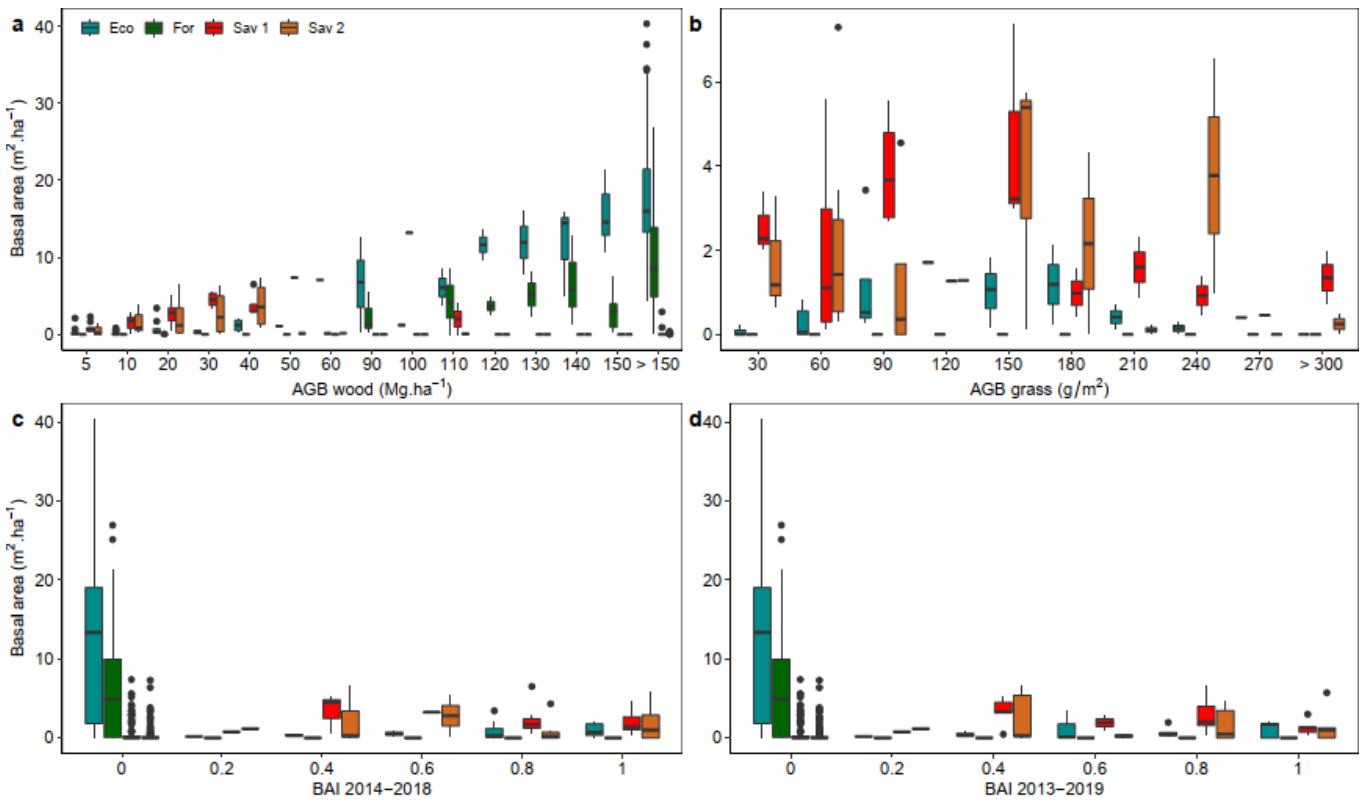 a
Eco For Sav 1 Sav 2
40
30
20
10
0
Basal area (m².ha⁻¹)
5 10 20 30 40 50 60 90 100 110 120 130 140 150 > 150
AGB wood (Mg.ha⁻¹)
b
6
4
2
0
30 60 90 120 150 180 210 240 270 > 300
AGB grass (g/m²)
c
40
30
20
10
0
Basal area (m².ha⁻¹)
0 0.2 0.4 0.6 0.8 1
BAI 2014−2018
d
40
30
20
10
0
0 0.2 0.4 0.6 0.8 1
BAI 2013−2019